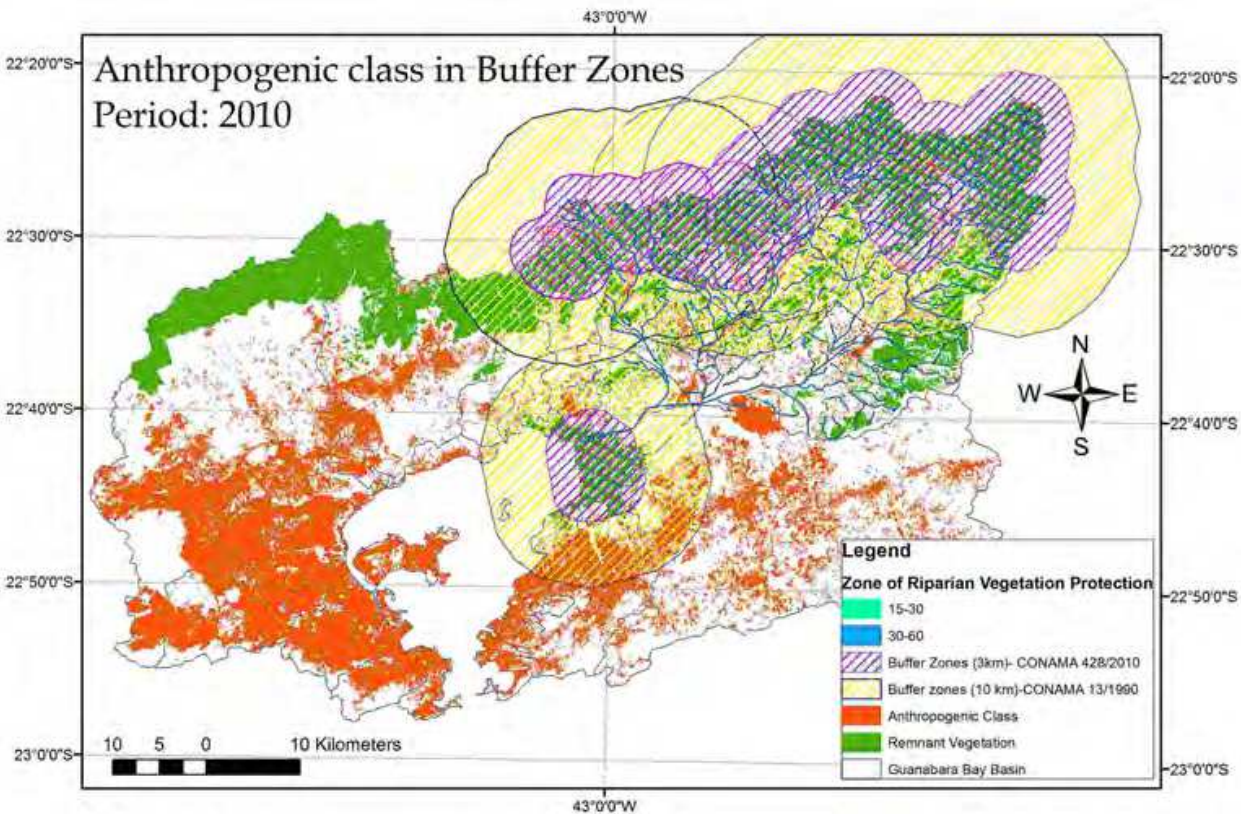 43°0'0"W
22°20'0"S
22°20'0"S
Anthropogenic class in Buffer Zones
Period: 2010
22°30'0"S
22°30'0"S
N
W
E
S
22°40'0"S
22°40'0"S
Legend
Zone of Riparian Vegetation Protection
15-30
30-60
Buffer Zones (3km)- CONAMA 428/2010
Buffer zones (10 km)-CONAMA 13/1990
Anthropogenic Class
Remnant Vegetation
Guanabara Bay Basin
22°50'0"S
22°50'0"S
10 5 0 10 Kilometers
23°0'0"S
23°0'0"S
43°0'0"W